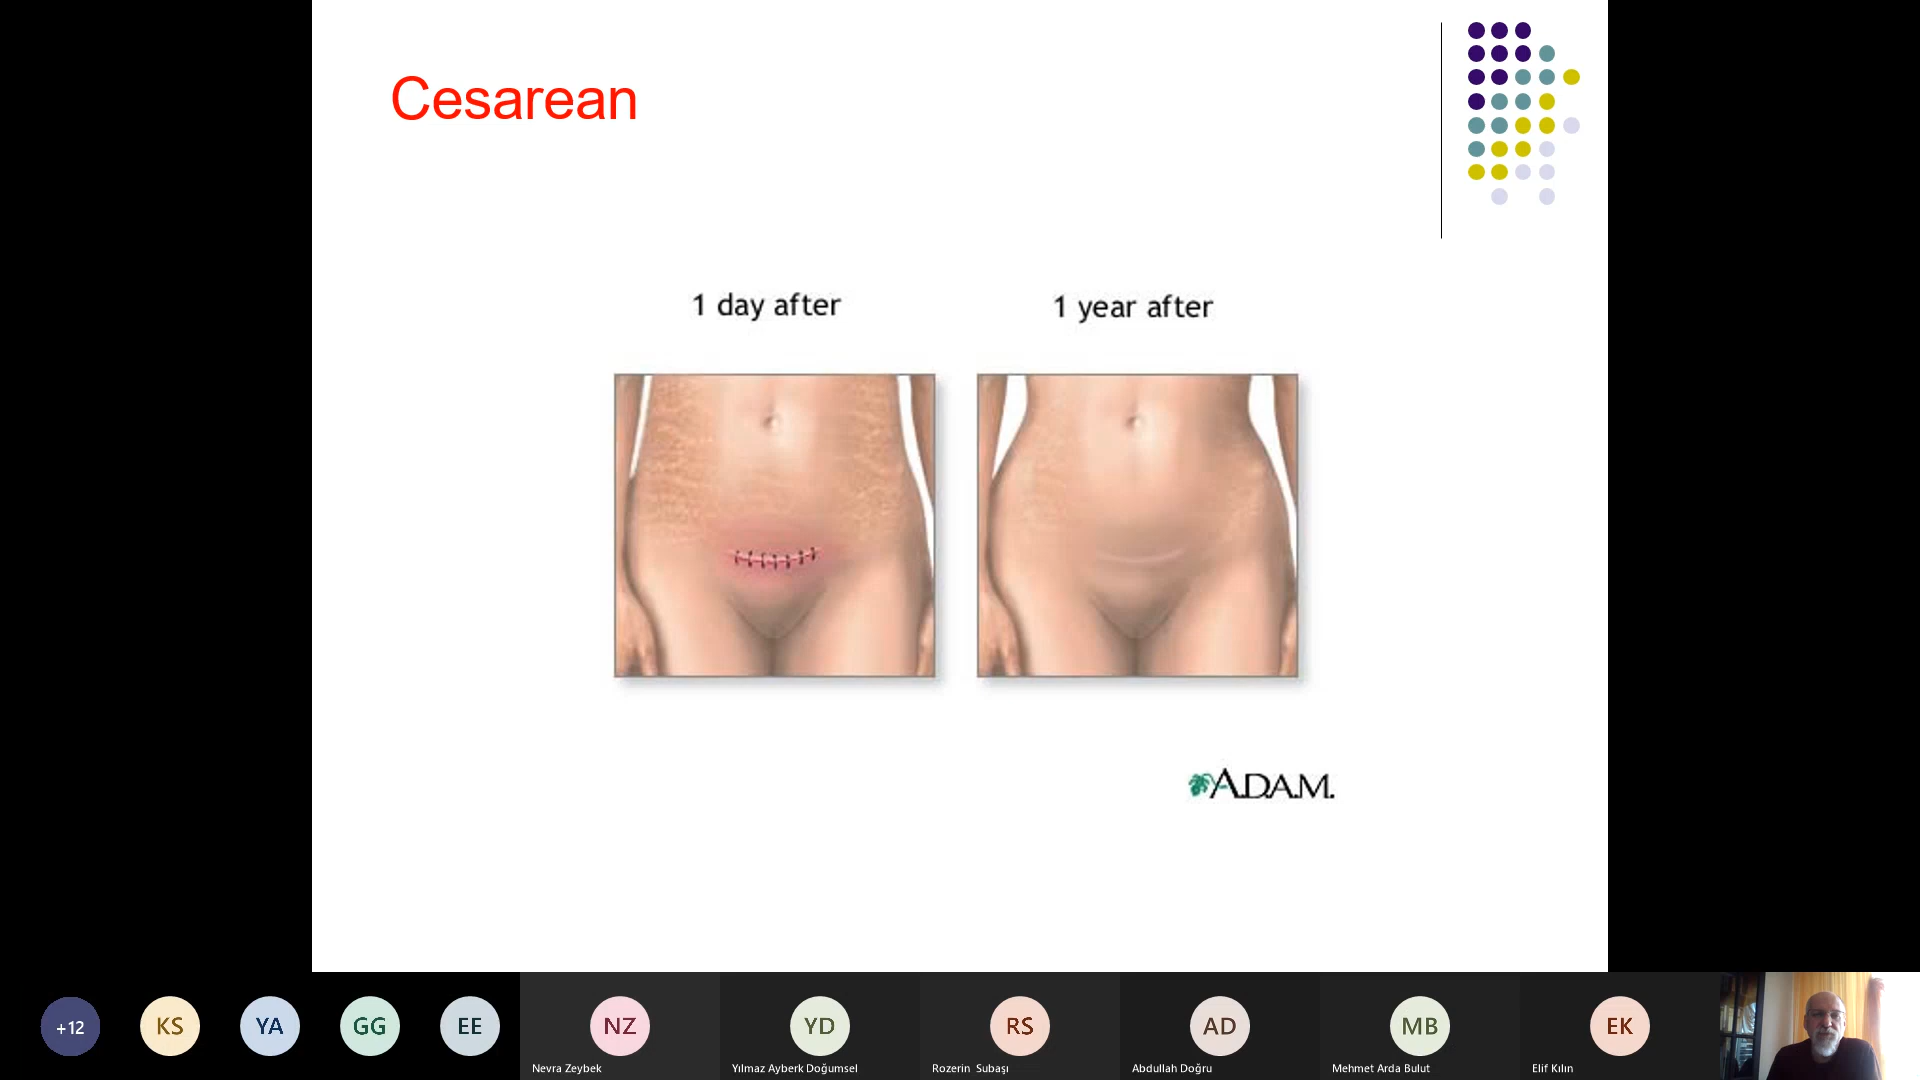 Cesarean
1 day after
1 year after
A.D.A.M.
+12
KS
YA
GG
EE
NZ
YD
RS
AD
MB
EK
Nevra Zeybek
Yılmaz Ayberk Doğumsel
Rozerin Subaşı
Abdullah Doğru
Mehmet Arda Bulut
Elif Kılın